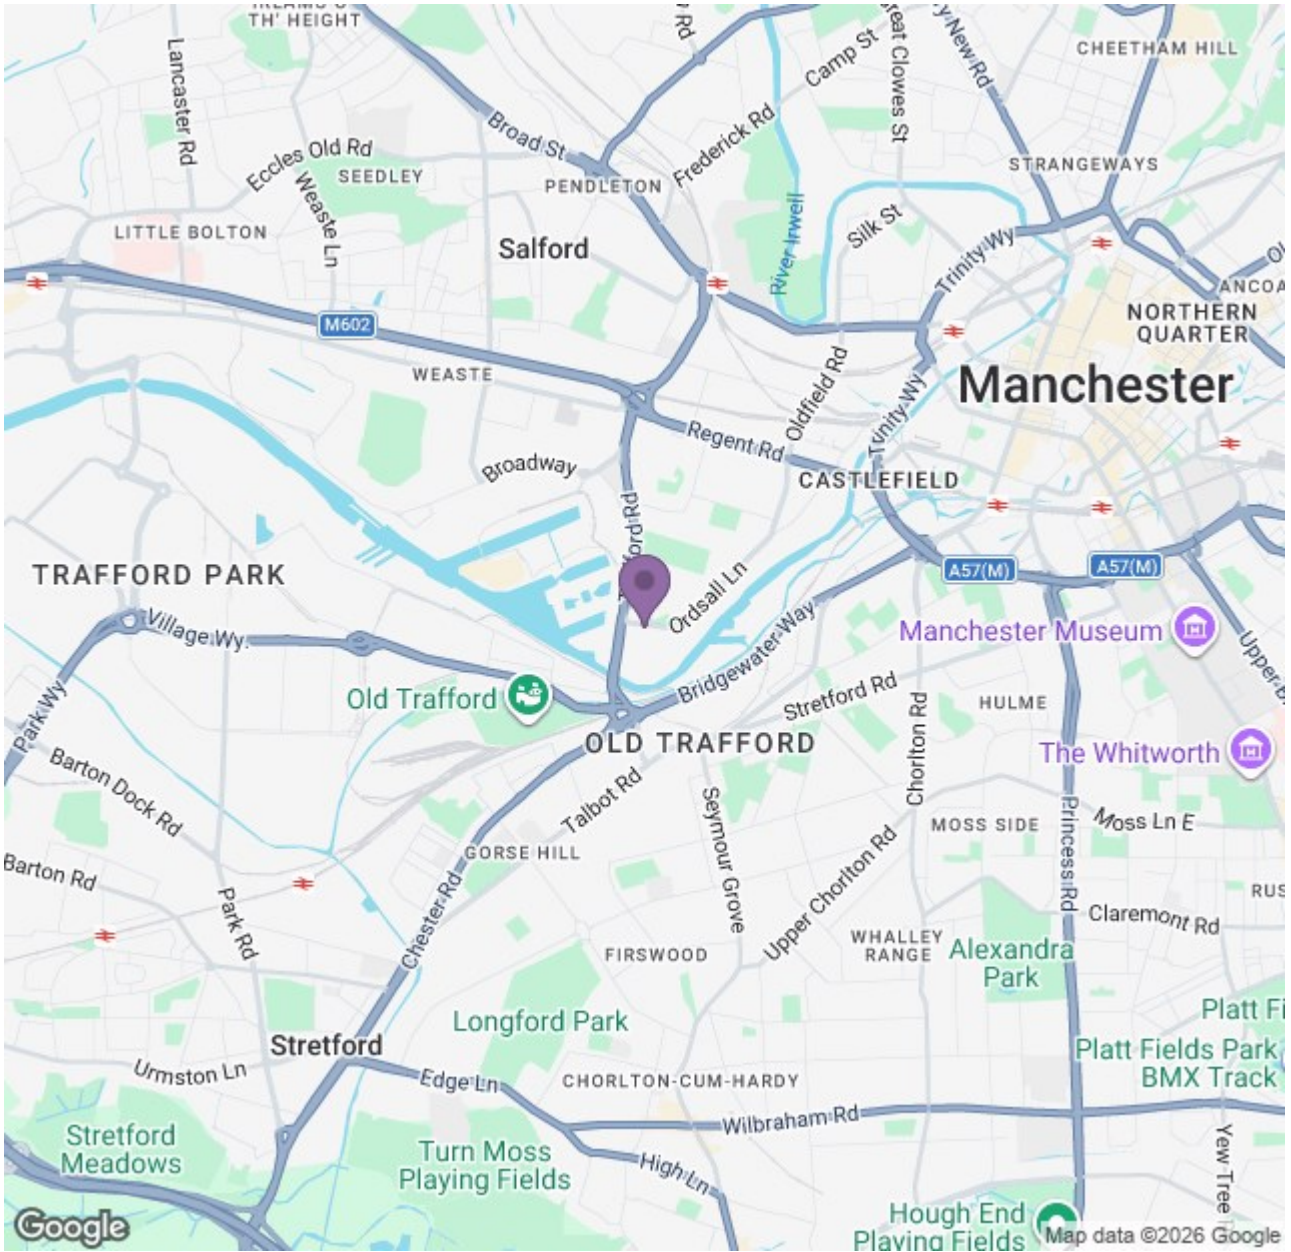 TH' HEIGHT
Lancaster Rd
Broad St
Camp St
Great Clowes St
y New Rd
CHEETHAM HILL
Eccles Old Rd
SEEDLEY
Weaste Ln
PENDLETON
Frederick Rd
STRANGEWAYS
LITTLE BOLTON
Salford
River Irwell
Silk St
Trinity Wy
NORTHERN
QUARTER
M602
WEASTE
Oldfield Rd
Trinity Wy
Manchester
Regent Rd
Broadway
CASTLEFIELD
TRAFFORD PARK
Ordsall Ln
A57(M)
A57(M)
Village Wy
Bridgewater Way
Manchester Museum
Park Wy
Old Trafford
Stretford Rd
HULME
OLD TRAFFORD
Chorlton Rd
The Whitworth
Barton Dock Rd
Talbot Rd
Seymour Grove
Princess Rd
Moss Ln E
MOSS SIDE
GORSE HILL
Upper Chorlton Rd
Barton Rd
Park Rd
Chester Rd
RUS
Claremont Rd
FIRSWOOD
WHALLEY
RANGE
Alexandra
Park
Longford Park
Platt Fi
Stretford
Platt Fields Park
BMX Track
Urmston Ln
Edge Ln
CHORLTON-CUM-HARDY
Wilbraham Rd
Stretford
Meadows
Turn Moss
Playing Fields
High Ln
Yew Tree
Hough End
Playing Fields
Google
Map data ©2026 Google